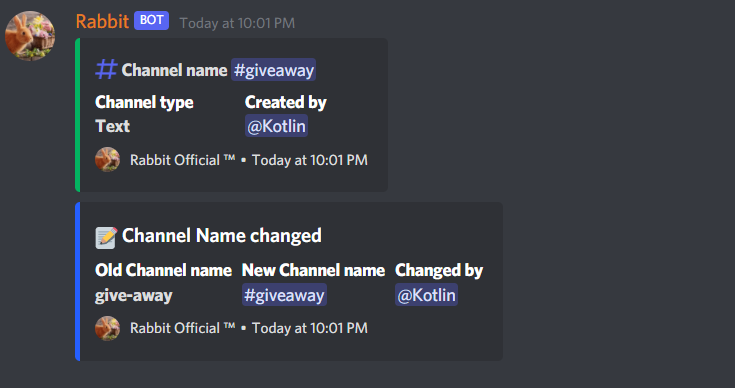 Rabbit BOT Today at 10:01 PM
Channel name #giveaway
Channel type Created by
Text @Kotlin
Rabbit Official ™ • Today at 10:01 PM
Channel Name changed
Old Channel name New Channel name Changed by
give-away #giveaway @Kotlin
Rabbit Official ™ • Today at 10:01 PM